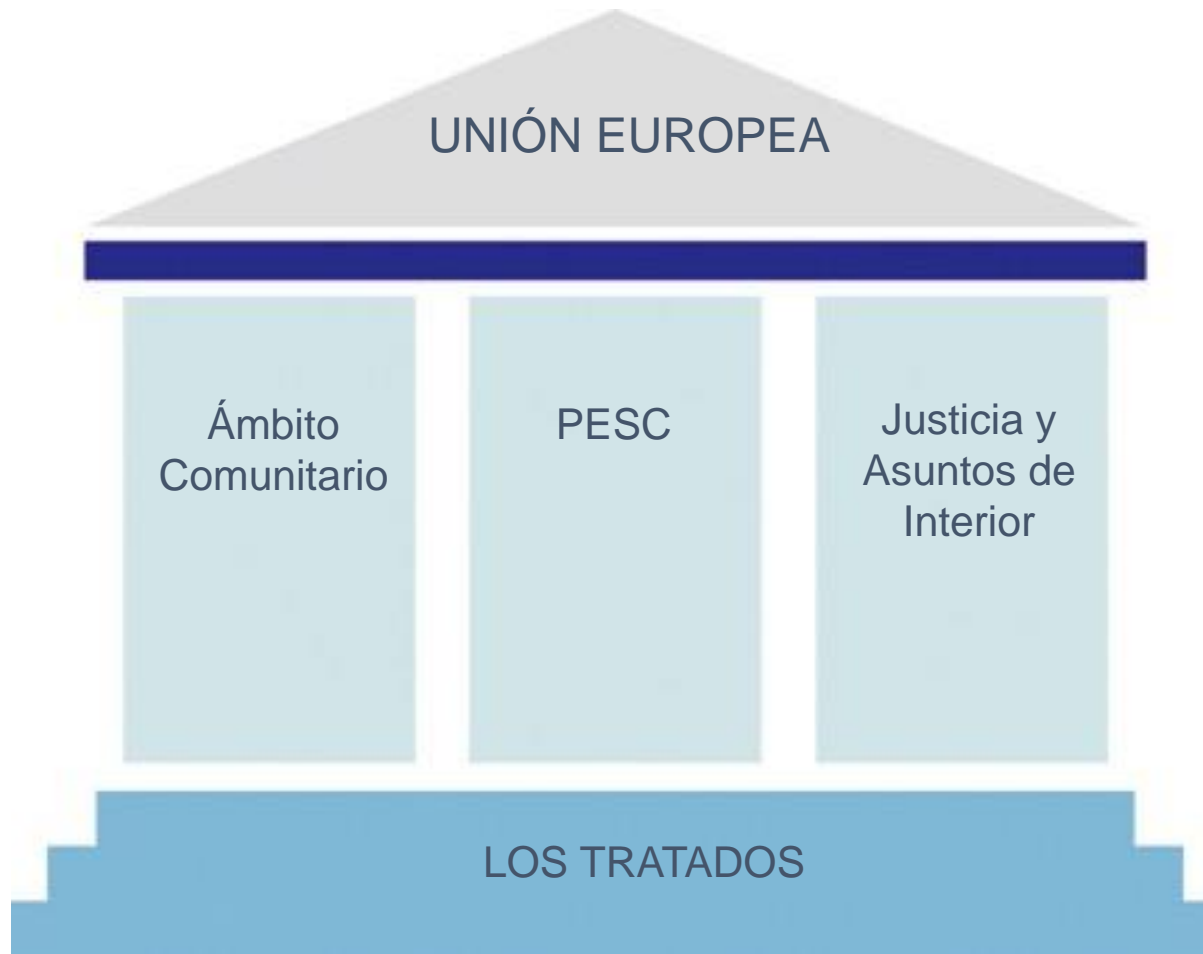 UNIÓN EUROPEA
Ámbito
Comunitario
PESC
Justicia y
Asuntos de
Interior
LOS TRATADOS